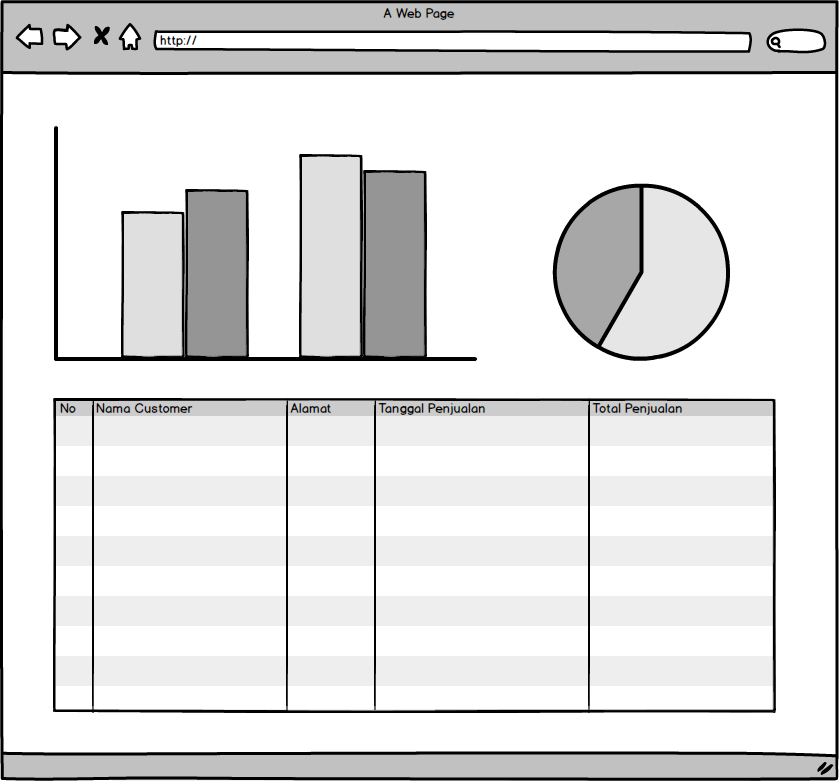 A Web Page
http://
No Nama Customer Alamat Tanggal Penjualan Total Penjualan